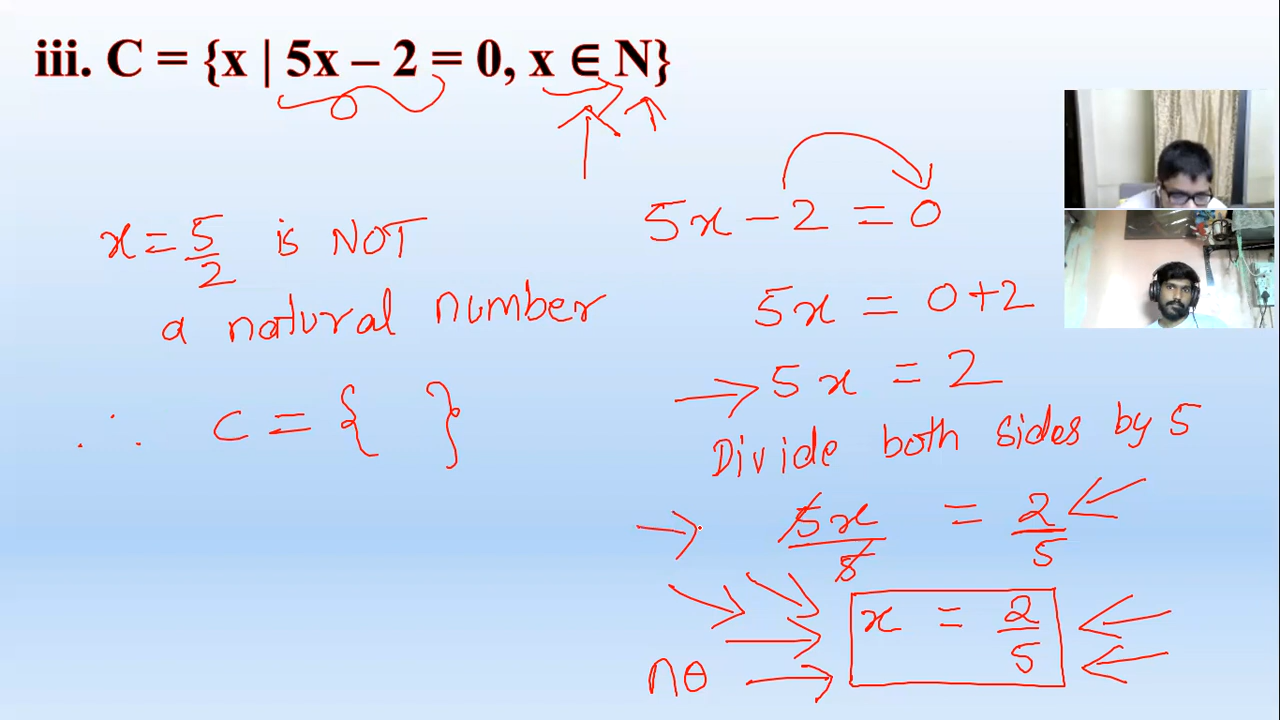 iii. C = {x | 5x – 2 = 0, x ∈ N}
x = 5/2 is NOT
a natural number
∴ C = { }
5x − 2 = 0
5x = 0+2
→ 5x = 2
Divide both sides by 5
→ 5x/5 = 2/5
x = 2/5
no